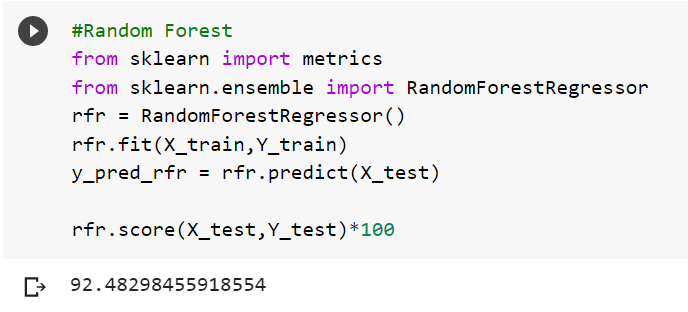 #Random Forest
from sklearn import metrics
from sklearn.ensemble import RandomForestRegressor
rfr = RandomForestRegressor()
rfr.fit(X_train,Y_train)
y_pred_rfr = rfr.predict(X_test)
rfr.score(X_test,Y_test)*100
92.48298455918554